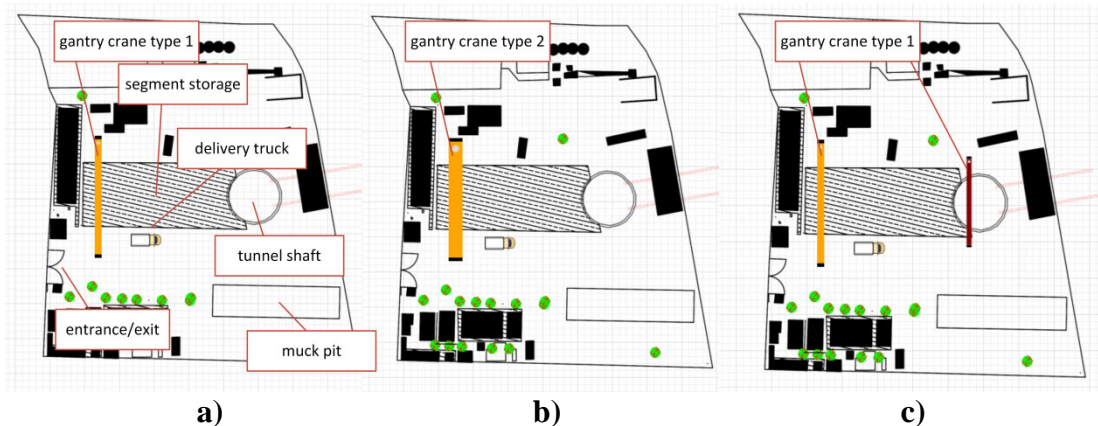 gantry crane type 1
segment storage
delivery truck
tunnel shaft
entrance/exit
muck pit
a)
gantry crane type 2
b)
gantry crane type 1
c)